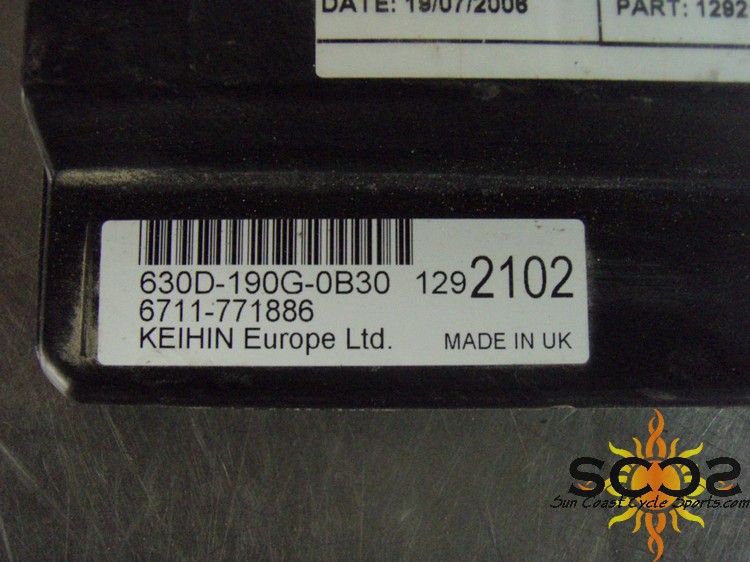 DATE: 19/07/2006
PART: 1292
630D-190G-0B30 1292102
6711-771886
KEIHIN Europe Ltd. MADE IN UK
SCCS
Sun Coast Cycle Sports.com